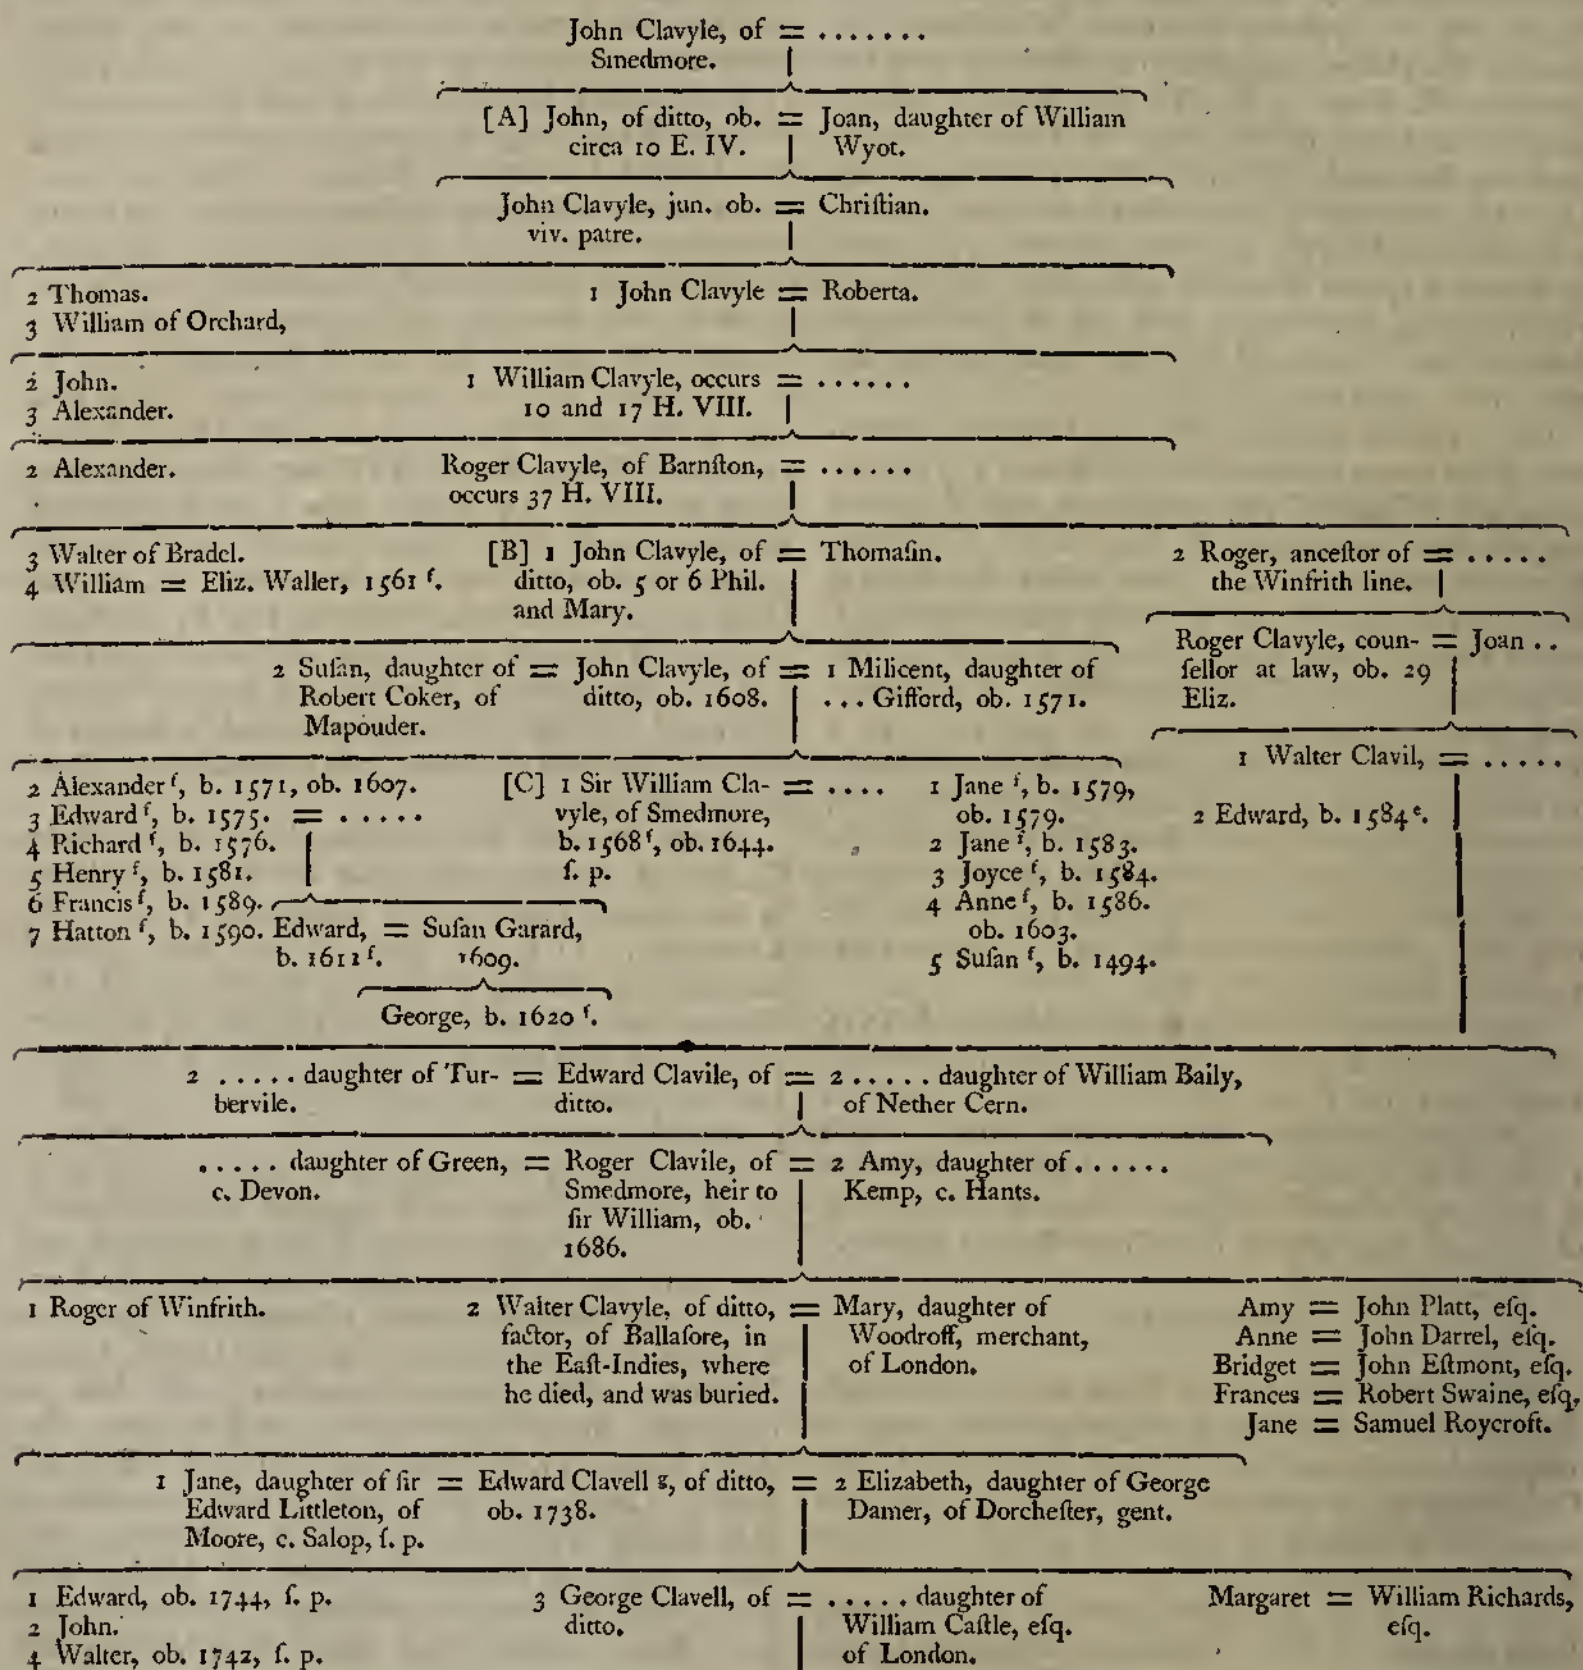 John Clavyle, of = .......
Smedmore.
[A] John, of ditto, ob. = Joan, daughter of William
circa 10 E. IV. Wyot.
John Clavyle, jun. ob. = Chriſtian.
viv. patre.
2 Thomas.
3 William of Orchard,
1 John Clavyle = Roberta.
2 John.
3 Alexander.
1 William Clavyle, occurs = ......
10 and 17 H. VIII.
2 Alexander.
Roger Clavyle, of Barnſton, = ......
occurs 37 H. VIII.
3 Walter of Bradel.
4 William = Eliz. Waller, 1561 f.
[B] 1 John Clavyle, of = Thomaſin.
ditto, ob. 5 or 6 Phil.
and Mary.
2 Roger, anceſtor of = .....
the Winfrith line.
2 Suſan, daughter of = John Clavyle, of = 1 Milicent, daughter of
Robert Coker, of ditto, ob. 1608. ... Gifford, ob. 1571.
Mapouder.
Roger Clavyle, coun- = Joan ..
ſellor at law, ob. 29
Eliz.
2 Alexander f, b. 1571, ob. 1607.
3 Edward f, b. 1575. = .....
4 Richard f, b. 1576.
5 Henry f, b. 1581.
6 Francis f, b. 1589.
7 Hatton f, b. 1590.
Edward, = Suſan Garard,
b. 1611 f. 1609.
George, b. 1620 f.
[C] 1 Sir William Cla- = ....
vyle, of Smedmore,
b. 1568 f, ob. 1644.
ſ. p.
1 Jane f, b. 1579,
ob. 1579.
2 Jane f, b. 1583.
3 Joyce f, b. 1584.
4 Anne f, b. 1586.
ob. 1603.
5 Suſan f, b. 1494.
1 Walter Clavil, = .....
2 Edward, b. 1584 e.
2 ..... daughter of Tur- = Edward Clavile, of = 2 ..... daughter of William Baily,
bervile. ditto. of Nether Cern.
..... daughter of Green, = Roger Clavile, of = 2 Amy, daughter of ......
c. Devon. Smedmore, heir to Kemp, c. Hants.
ſir William, ob.
1686.
1 Roger of Winfrith.
2 Walter Clavyle, of ditto, = Mary, daughter of
factor, of Ballaſore, in Woodroff, merchant,
the Eaſt-Indies, where of London.
he died, and was buried.
Amy = John Platt, eſq.
Anne = John Darrel, eſq.
Bridget = John Eſtmont, eſq.
Frances = Robert Swaine, eſq,
Jane = Samuel Roycroft.
1 Jane, daughter of ſir = Edward Clavell g, of ditto, = 2 Elizabeth, daughter of George
Edward Littleton, of ob. 1738. Damer, of Dorcheſter, gent.
Moore, c. Salop, ſ. p.
1 Edward, ob. 1744, ſ. p.
2 John.
4 Walter, ob. 1742, ſ. p.
3 George Clavell, of = ..... daughter of
ditto. William Caſtle, eſq.
of London.
Margaret = William Richards,
eſq.